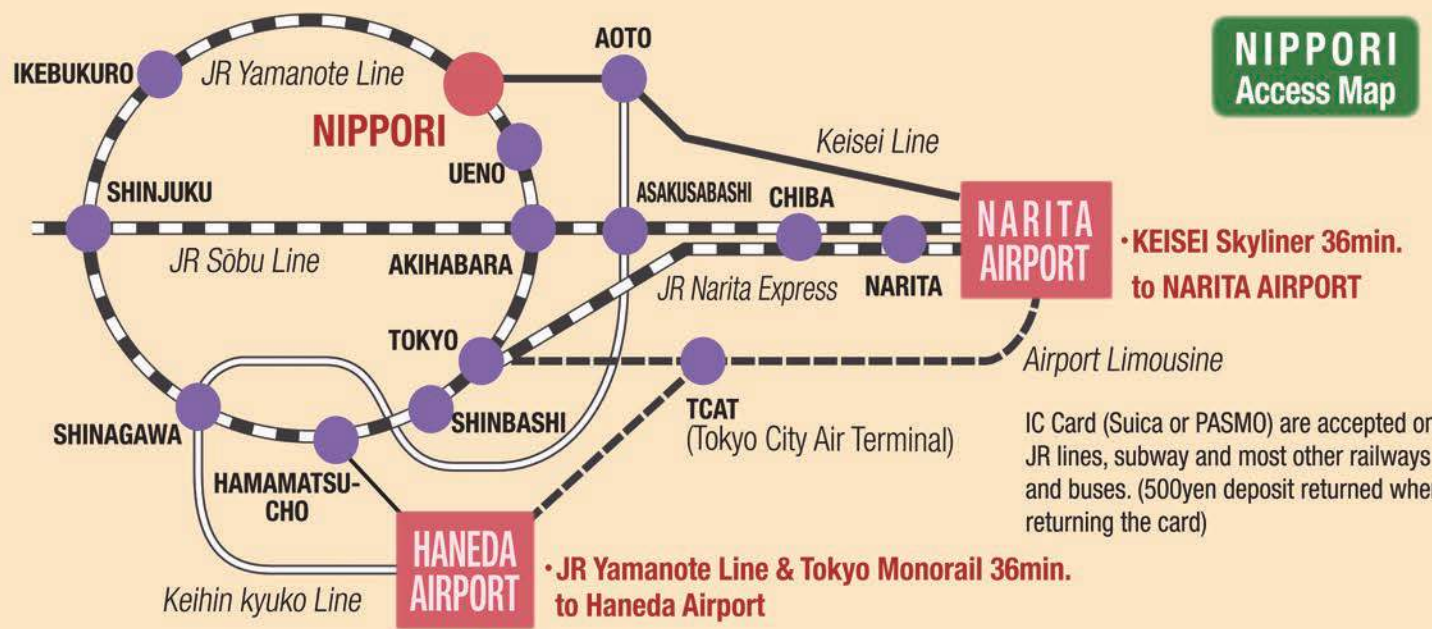 NIPPORI
Access Map
AOTO
IKEBUKURO
JR Yamanote Line
NIPPORI
Keisei Line
UENO
SHINJUKU
ASAKUSABASHI
CHIBA
NARITA
AIRPORT
• KEISEI Skyliner 36min.
to NARITA AIRPORT
JR Sōbu Line
AKIHABARA
JR Narita Express
NARITA
TOKYO
Airport Limousine
SHINAGAWA
SHINBASHI
TCAT
(Tokyo City Air Terminal)
HAMAMATSU-
CHO
IC Card (Suica or PASMO) are accepted on
JR lines, subway and most other railways
and buses. (500yen deposit returned when
returning the card)
HANEDA
AIRPORT
• JR Yamanote Line & Tokyo Monorail 36min.
to Haneda Airport
Keihin kyuko Line